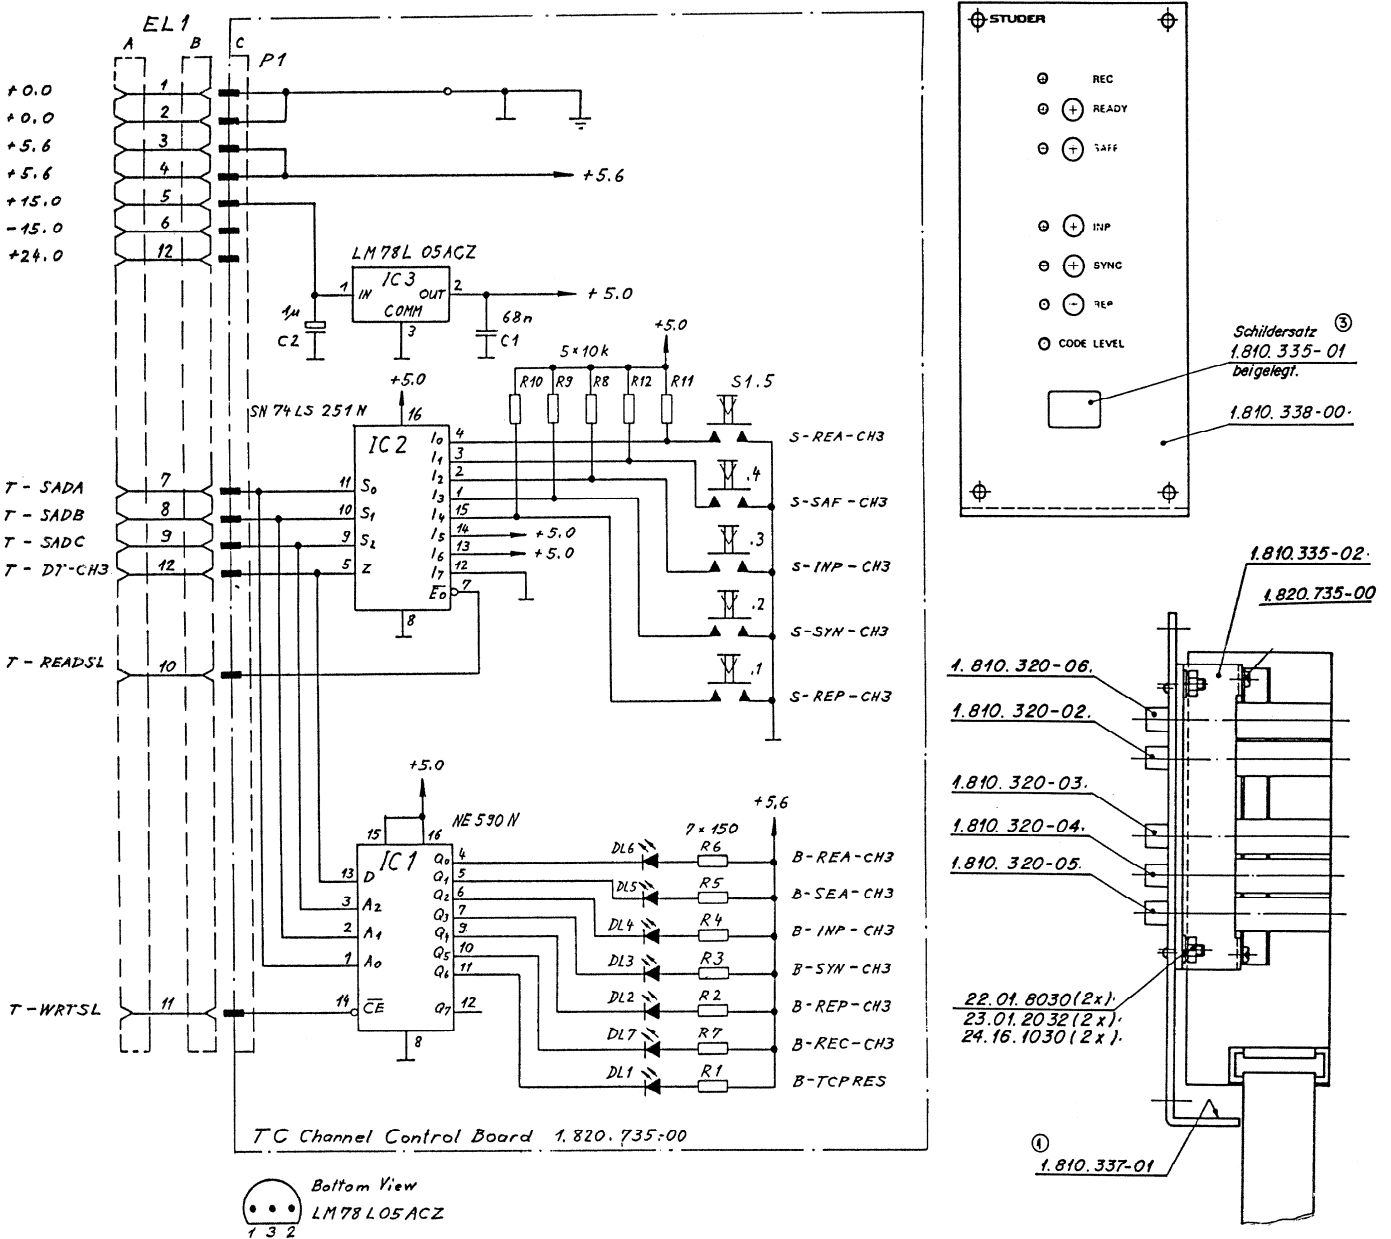 EL1
A B C
P1
+0.0 1
+0.0 2
+5.6 3
+5.6 4
+15.0 5
-15.0 6
+24.0 12
+5.6
LM78L 05ACZ
IC3
1 IN OUT 2
COMM
3
+5.0
1µ
C2
68n
C1
+5.0
5×10k
R10 R9 R8 R12 R11
S1.5
+5.0
SN 74LS 251N
16
IC2
I0 4
I1 3
I2 2
I3 1
I4 15
I5 14 +5.0
I6 13 +5.0
I7 12
E0 7
11 S0
10 S1
9 S2
5 Z
8
S-REA-CH3
.4
S-SAF-CH3
.3
S-INP-CH3
.2
S-SYN-CH3
.1
S-REP-CH3
T-SADA 7
T-SADB 8
T-SADC 9
T-DT-CH3 12
T-READSL 10
T-WRTSL 11
+5.0
15 16
NE590N
IC1
13 D
3 A2
2 A1
1 A0
14 CE
8
Q0 4
Q1 5
Q2 6
Q3 7
Q4 9
Q5 10
Q6 11
Q7 12
+5.6
7×150
DL6 R6 B-REA-CH3
DL5 R5 B-SEA-CH3
DL4 R4 B-INP-CH3
DL3 R3 B-SYN-CH3
DL2 R2 B-REP-CH3
DL7 R7 B-REC-CH3
DL1 R1 B-TCPRES
TC Channel Control Board 1.820.735-00
Bottom View
LM78L05ACZ
1 3 2
STUDER
REC
READY
SAFE
INP
SYNC
REP
CODE LEVEL
Schildersatz 3
1.810.335-01
beigelegt.
1.810.338-00.
1.810.335-02.
1.820.735-00
1.810.320-06.
1.810.320-02.
1.810.320-03.
1.810.320-04.
1.810.320-05.
22.01.8030(2x).
23.01.2032(2x).
24.16.1030(2x).
1
1.810.337-01